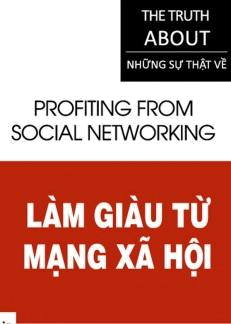 THE TRUTH
ABOUT
NHỮNG SỰ THẬT VỀ
PROFITING FROM
SOCIAL NETWORKING
LÀM GIÀU TỪ
MẠNG XÃ HỘI